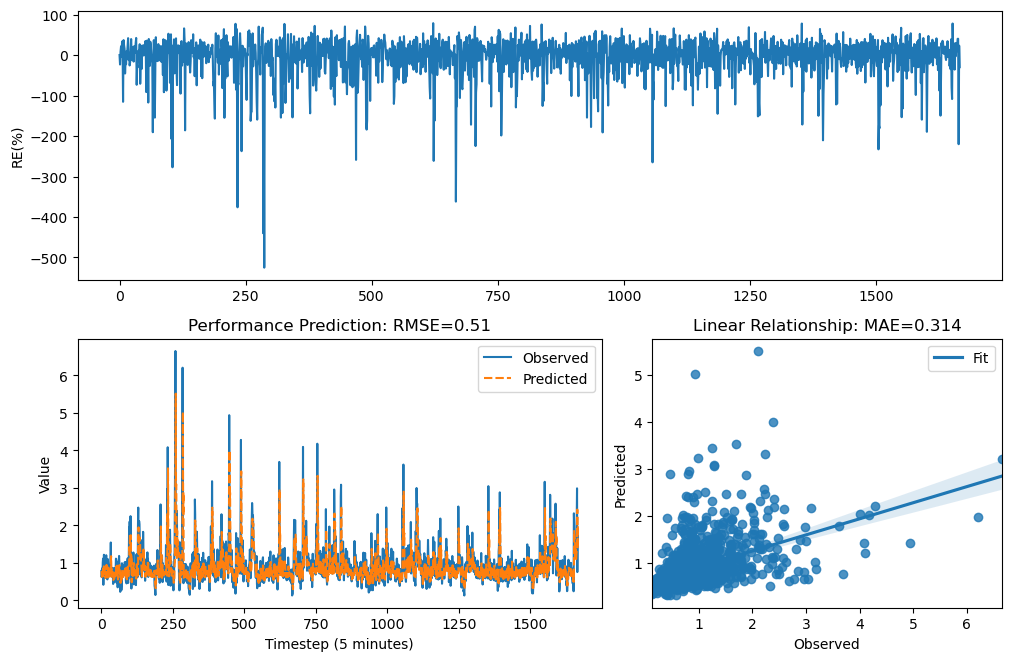 100
0
−100
−200
−300
−400
−500
RE(%)
0 250 500 750 1000 1250 1500
Performance Prediction: RMSE=0.51
Observed
Predicted
6
5
4
3
2
1
0
Value
0 250 500 750 1000 1250 1500
Timestep (5 minutes)
Linear Relationship: MAE=0.314
Fit
5
4
3
2
1
Predicted
1 2 3 4 5 6
Observed